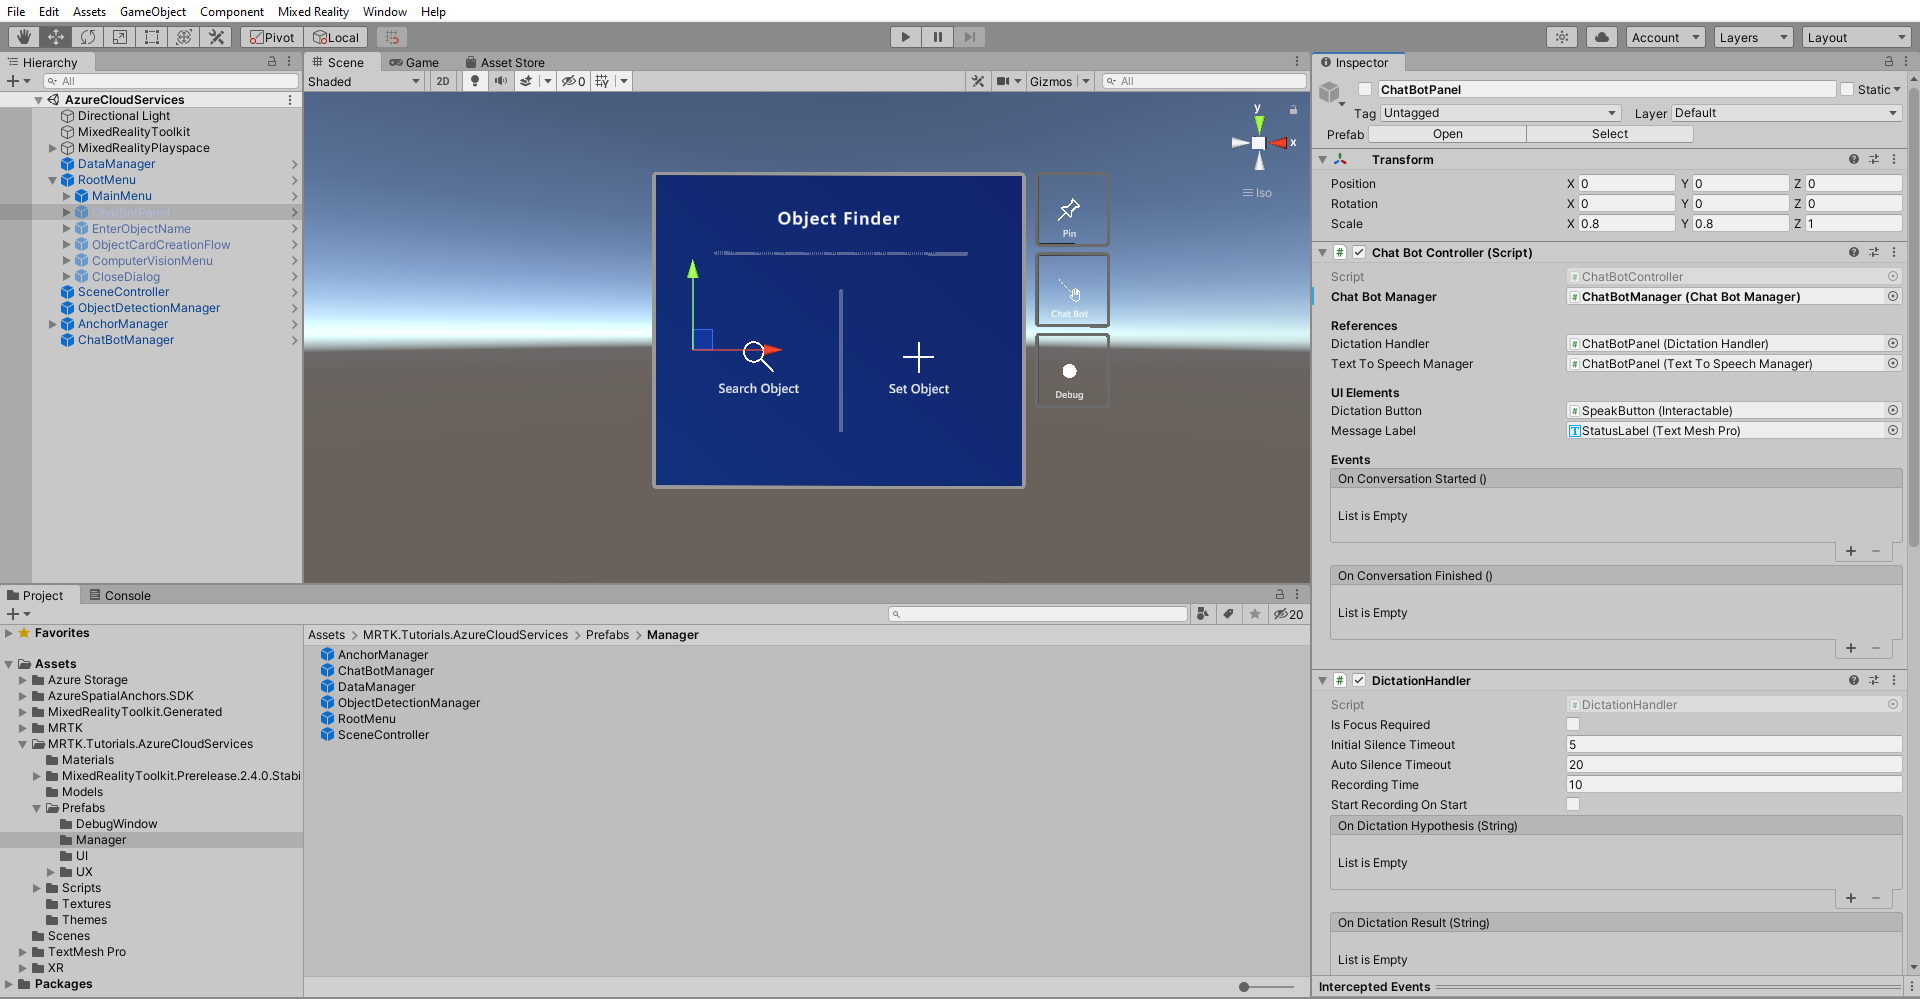 File Edit Assets GameObject Component Mixed Reality Window Help
Pivot Local Account Layers Layout
Hierarchy
All
AzureCloudServices
Directional Light
MixedRealityToolkit
MixedRealityPlayspace
DataManager
RootMenu
MainMenu
ChatBotPanel
EnterObjectName
ObjectCardCreationFlow
ComputerVisionMenu
CloseDialog
SceneController
ObjectDetectionManager
AnchorManager
ChatBotManager
Scene Game Asset Store
Shaded 2D 0 Gizmos All
y
x
Iso
Object Finder
Search Object
Set Object
Pin
Chat Bot
Debug
Project Console
20
Favorites
Assets
Azure Storage
AzureSpatialAnchors.SDK
MixedRealityToolkit.Generated
MRTK
MRTK.Tutorials.AzureCloudServices
Materials
MixedRealityToolkit.Prerelease.2.4.0.Stabi
Models
Prefabs
DebugWindow
Manager
UI
UX
Scripts
Textures
Themes
Scenes
TextMesh Pro
XR
Packages
Assets > MRTK.Tutorials.AzureCloudServices > Prefabs > Manager
AnchorManager
ChatBotManager
DataManager
ObjectDetectionManager
RootMenu
SceneController
Inspector
ChatBotPanel Static
Tag Untagged Layer Default
Prefab Open Select
Transform
Position X 0 Y 0 Z 0
Rotation X 0 Y 0 Z 0
Scale X 0.8 Y 0.8 Z 1
# Chat Bot Controller (Script)
Script # ChatBotController
Chat Bot Manager # ChatBotManager (Chat Bot Manager)
References
Dictation Handler # ChatBotPanel (Dictation Handler)
Text To Speech Manager # ChatBotPanel (Text To Speech Manager)
UI Elements
Dictation Button # SpeakButton (Interactable)
Message Label T StatusLabel (Text Mesh Pro)
Events
On Conversation Started ()
List is Empty
+ −
On Conversation Finished ()
List is Empty
+ −
# DictationHandler
Script # DictationHandler
Is Focus Required
Initial Silence Timeout 5
Auto Silence Timeout 20
Recording Time 10
Start Recording On Start
On Dictation Hypothesis (String)
List is Empty
+ −
On Dictation Result (String)
List is Empty
Intercepted Events